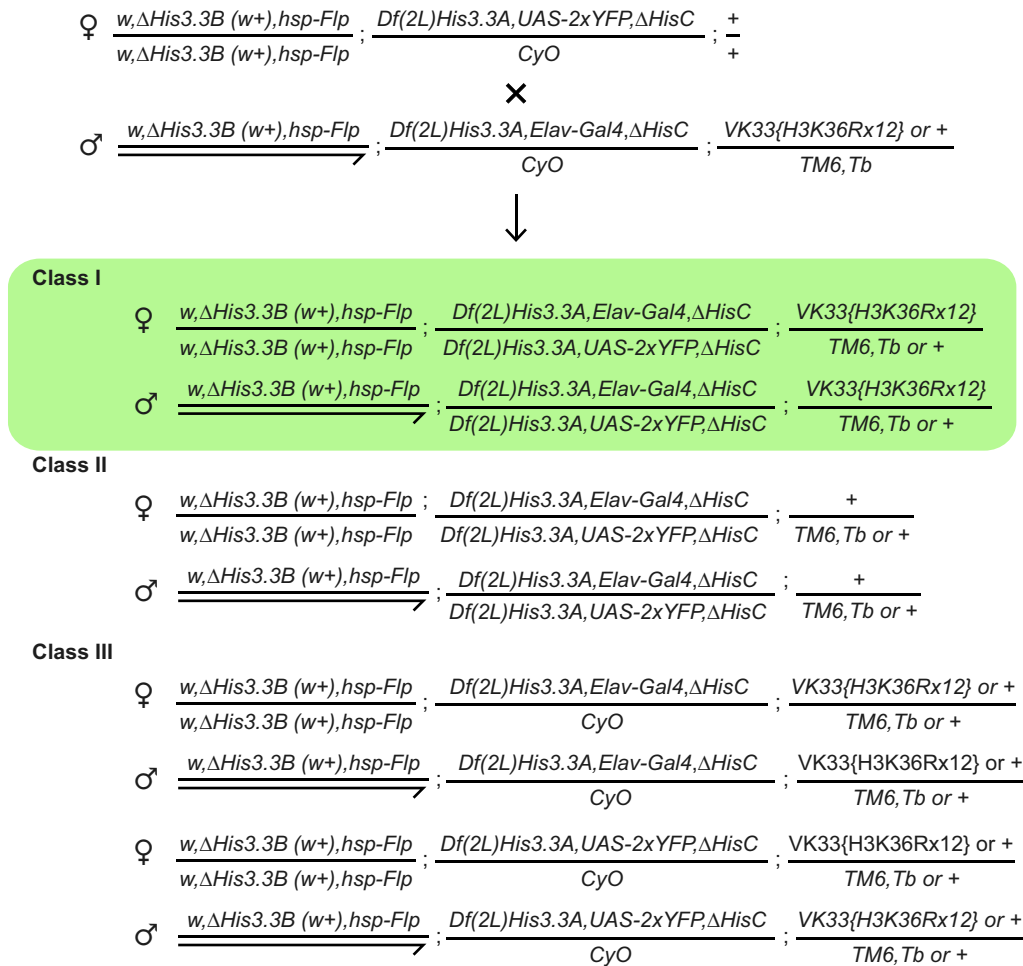 ♀ w,ΔHis3.3B (w+),hsp-Flp ; Df(2L)His3.3A,UAS-2xYFP,ΔHisC ; +
w,ΔHis3.3B (w+),hsp-Flp CyO +
×
♂ w,ΔHis3.3B (w+),hsp-Flp ; Df(2L)His3.3A,Elav-Gal4,ΔHisC ; VK33{H3K36Rx12} or +
CyO TM6,Tb
Class I
♀ w,ΔHis3.3B (w+),hsp-Flp ; Df(2L)His3.3A,Elav-Gal4,ΔHisC ; VK33{H3K36Rx12}
w,ΔHis3.3B (w+),hsp-Flp Df(2L)His3.3A,UAS-2xYFP,ΔHisC TM6,Tb or +
♂ w,ΔHis3.3B (w+),hsp-Flp ; Df(2L)His3.3A,Elav-Gal4,ΔHisC ; VK33{H3K36Rx12}
Df(2L)His3.3A,UAS-2xYFP,ΔHisC TM6,Tb or +
Class II
♀ w,ΔHis3.3B (w+),hsp-Flp ; Df(2L)His3.3A,Elav-Gal4,ΔHisC ; +
w,ΔHis3.3B (w+),hsp-Flp Df(2L)His3.3A,UAS-2xYFP,ΔHisC TM6,Tb or +
♂ w,ΔHis3.3B (w+),hsp-Flp ; Df(2L)His3.3A,Elav-Gal4,ΔHisC ; +
Df(2L)His3.3A,UAS-2xYFP,ΔHisC TM6,Tb or +
Class III
♀ w,ΔHis3.3B (w+),hsp-Flp ; Df(2L)His3.3A,Elav-Gal4,ΔHisC ; VK33{H3K36Rx12} or +
w,ΔHis3.3B (w+),hsp-Flp CyO TM6,Tb or +
♂ w,ΔHis3.3B (w+),hsp-Flp ; Df(2L)His3.3A,Elav-Gal4,ΔHisC ; VK33{H3K36Rx12} or +
CyO TM6,Tb or +
♀ w,ΔHis3.3B (w+),hsp-Flp ; Df(2L)His3.3A,UAS-2xYFP,ΔHisC ; VK33{H3K36Rx12} or +
w,ΔHis3.3B (w+),hsp-Flp CyO TM6,Tb or +
♂ w,ΔHis3.3B (w+),hsp-Flp ; Df(2L)His3.3A,UAS-2xYFP,ΔHisC ; VK33{H3K36Rx12} or +
CyO TM6,Tb or +